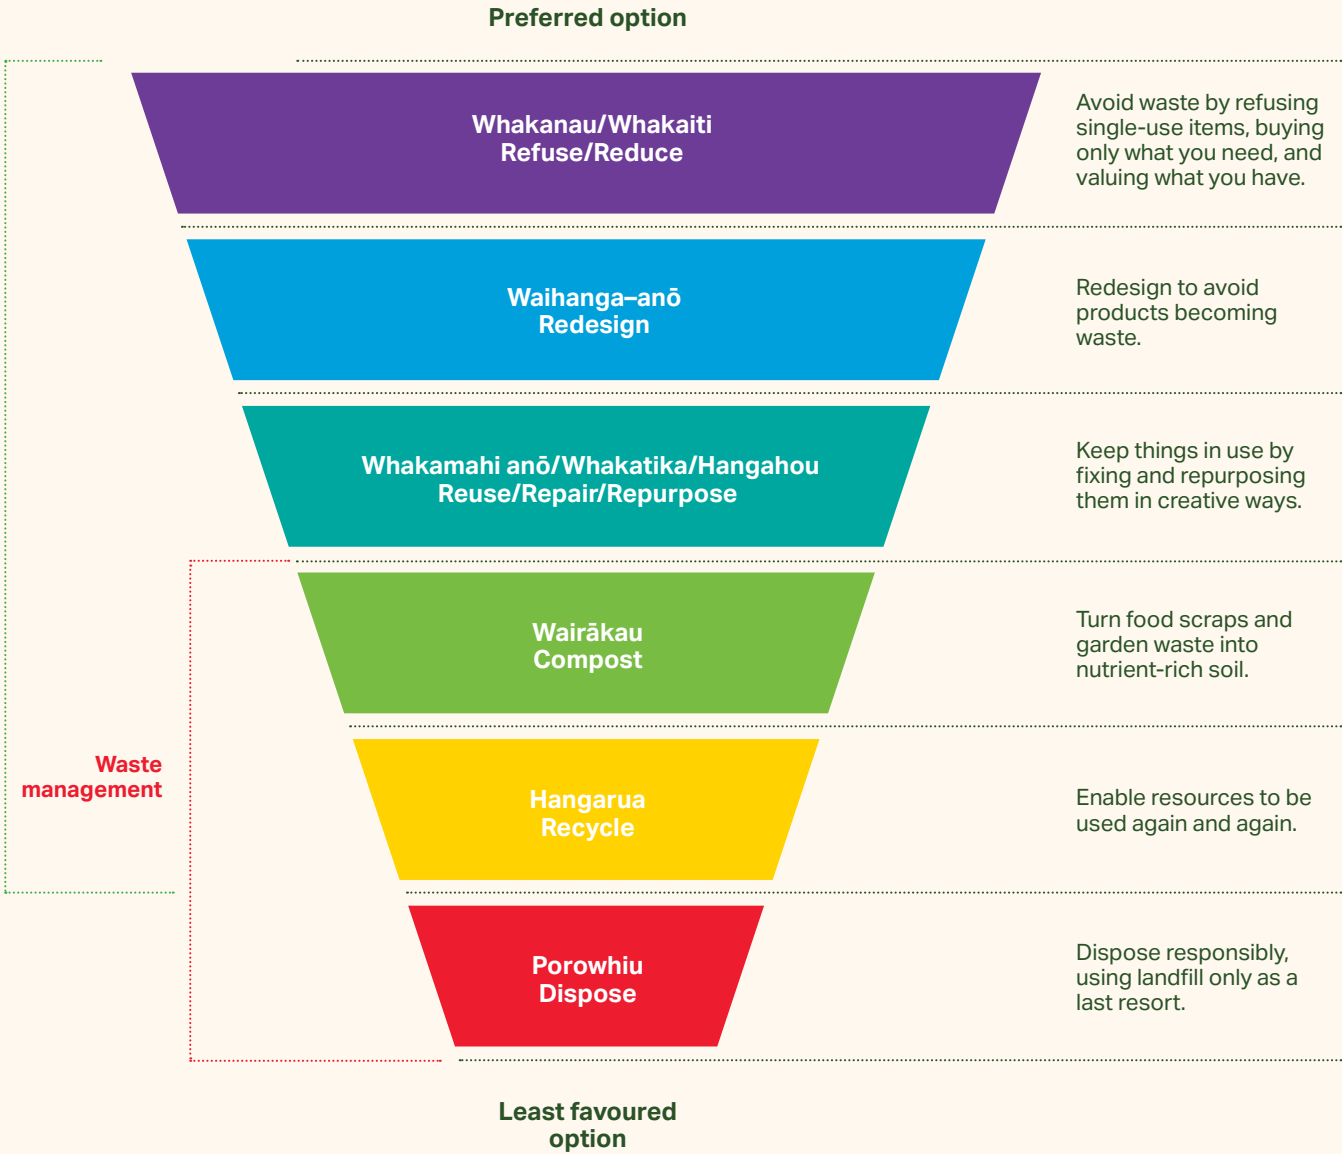 Preferred option
Whakanau/Whakaiti
Refuse/Reduce
Avoid waste by refusing
single-use items, buying
only what you need, and
valuing what you have.
Waihanga–anō
Redesign
Redesign to avoid
products becoming
waste.
Whakamahi anō/Whakatika/Hangahou
Reuse/Repair/Repurpose
Keep things in use by
fixing and repurposing
them in creative ways.
Wairākau
Compost
Turn food scraps and
garden waste into
nutrient-rich soil.
Waste
management
Hangarua
Recycle
Enable resources to be
used again and again.
Porowhiu
Dispose
Dispose responsibly,
using landfill only as a
last resort.
Least favoured
option